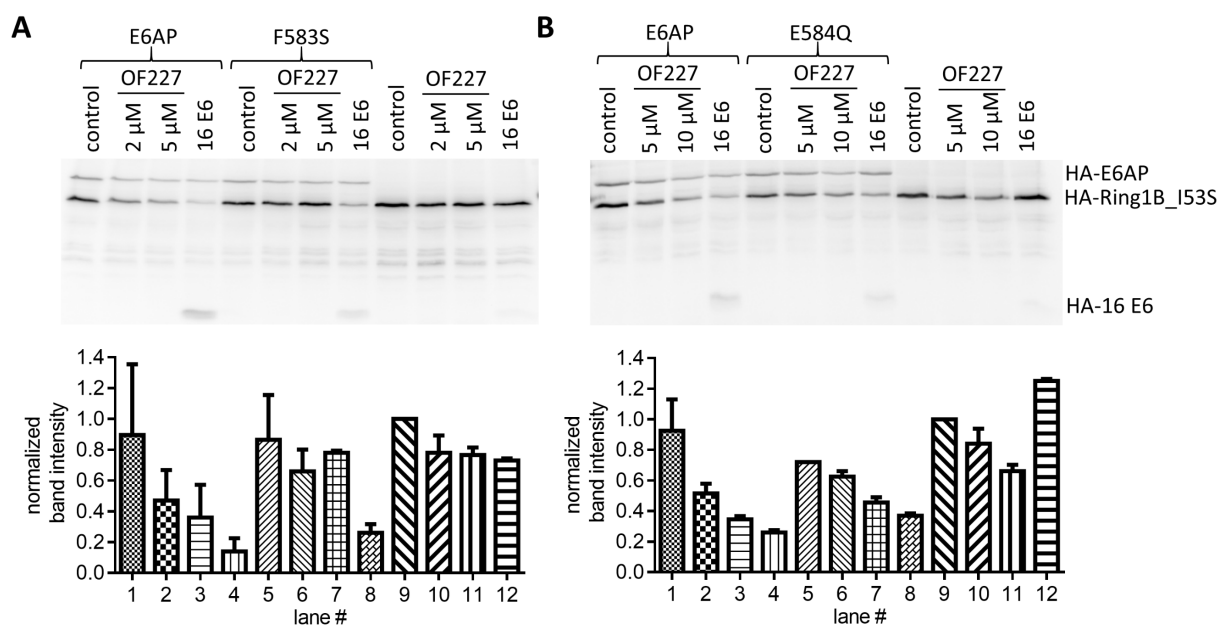 A
E6AP F583S
OF227 OF227 OF227
control 2 μM 5 μM 16 E6 control 2 μM 5 μM 16 E6 control 2 μM 5 μM 16 E6
B
E6AP E584Q
OF227 OF227 OF227
control 5 μM 10 μM 16 E6 control 5 μM 10 μM 16 E6 control 5 μM 10 μM 16 E6
HA-E6AP
HA-Ring1B_I53S
HA-16 E6
normalized
band intensity
1.4
1.2
1.0
0.8
0.6
0.4
0.2
0.0
1 2 3 4 5 6 7 8 9 10 11 12
lane #
normalized
band intensity
1.4
1.2
1.0
0.8
0.6
0.4
0.2
0.0
1 2 3 4 5 6 7 8 9 10 11 12
lane #